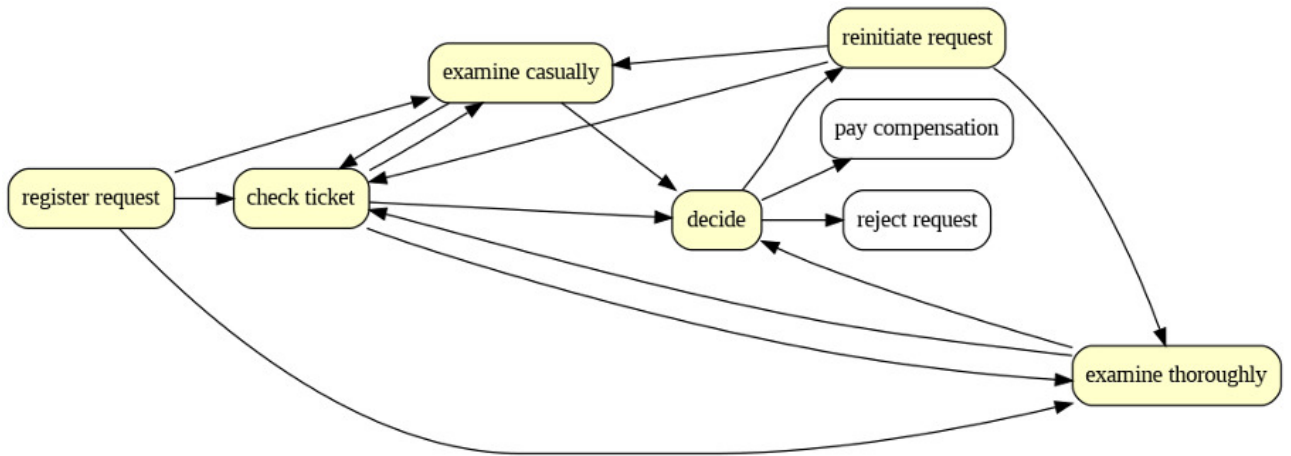 reinitiate request
examine casually
pay compensation
register request
check ticket
decide
reject request
examine thoroughly